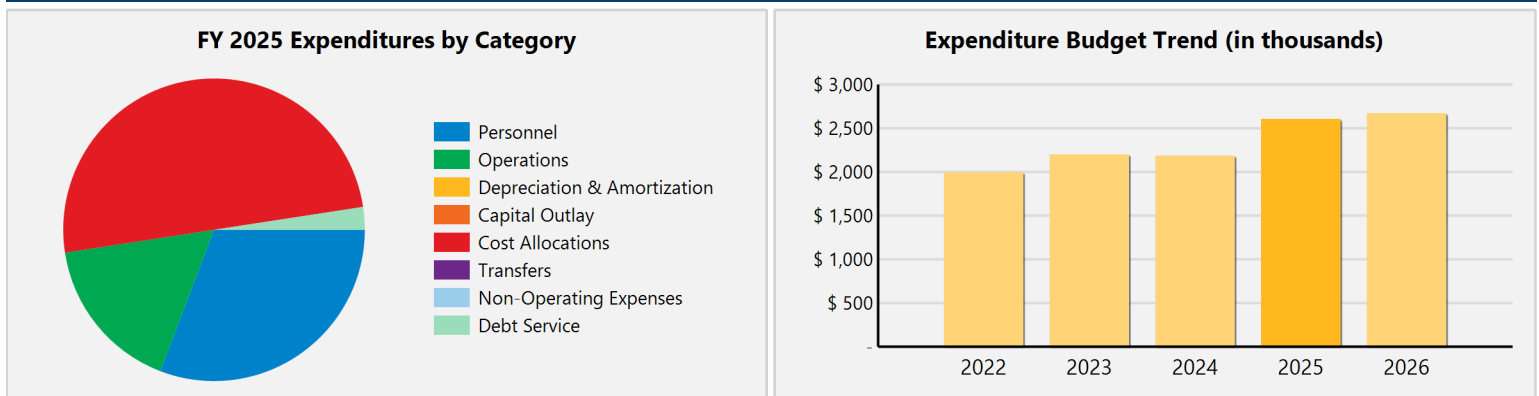 FY 2025 Expenditures by Category
Personnel
Operations
Depreciation & Amortization
Capital Outlay
Cost Allocations
Transfers
Non-Operating Expenses
Debt Service
Expenditure Budget Trend (in thousands)
$ 3,000
$ 2,500
$ 2,000
$ 1,500
$ 1,000
$ 500
-
2022 2023 2024 2025 2026